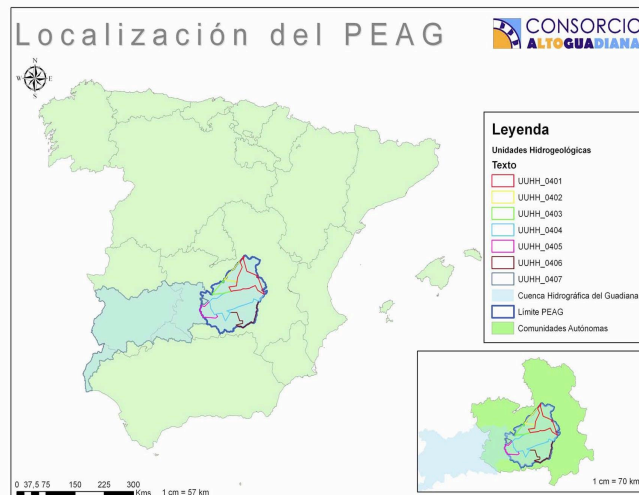 Localización del PEAG
CONSORCIO
ALTOGUADIANA
N
W
E
S
Leyenda
Unidades Hidrogeológicas
Texto
UUHH_0401
UUHH_0402
UUHH_0403
UUHH_0404
UUHH_0405
UUHH_0406
UUHH_0407
Cuenca Hidrográfica del Guadiana
Límite PEAG
Comunidades Autónomas
0 37,5 75 150 225 300
Kms 1 cm = 57 km
1 cm = 70 km